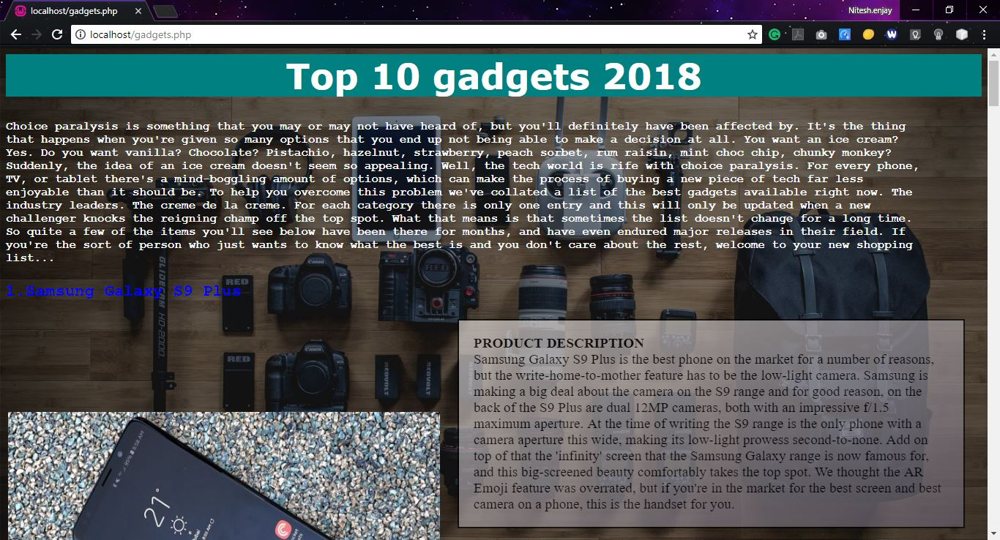 localhost/gadgets.php
Nitesh.enjay
localhost/gadgets.php
Top 10 gadgets 2018
Choice paralysis is something that you may or may not have heard of, but you'll definitely have been affected by. It's the thing
that happens when you're given so many options that you end up not being able to make a decision at all. You want an ice cream?
Yes. Do you want vanilla? Chocolate? Pistachio, hazelnut, strawberry, peach sorbet, rum raisin, mint choc chip, chunky monkey?
Suddenly, the idea of an ice cream doesn't seem so appealing. Well, the tech world is rife with choice paralysis. For every phone,
TV, or tablet there's a mind-boggling amount of options, which can make the process of buying a new piece of tech far less
enjoyable than it should be. To help you overcome this problem we've collated a list of the best gadgets available right now. The
industry leaders. The creme de la creme. For each category there is only one entry and this will only be updated when a new
challenger knocks the reigning champ off the top spot. What that means is that sometimes the list doesn't change for a long time.
So quite a few of the items you'll see below have been there for months, and have even endured major releases in their field. If
you're the sort of person who just wants to know what the best is and you don't care about the rest, welcome to your new shopping
list...
1.Samsung Galaxy S9 Plus
GLIDECAM HD-2000
RED
Canon
RED
RED
Canon
REDVOLT
REDVOLT
PRODUCT DESCRIPTION
Samsung Galaxy S9 Plus is the best phone on the market for a number of reasons,
but the write-home-to-mother feature has to be the low-light camera. Samsung is
making a big deal about the camera on the S9 range and for good reason, on the
back of the S9 Plus are dual 12MP cameras, both with an impressive f/1.5
maximum aperture. At the time of writing the S9 range is the only phone with a
camera aperture this wide, making its low-light prowess second-to-none. Add on
top of that the 'infinity' screen that the Samsung Galaxy range is now famous for,
and this big-screened beauty comfortably takes the top spot. We thought the AR
Emoji feature was overrated, but if you're in the market for the best screen and best
camera on a phone, this is the handset for you.
85% 9:58 AM
21°